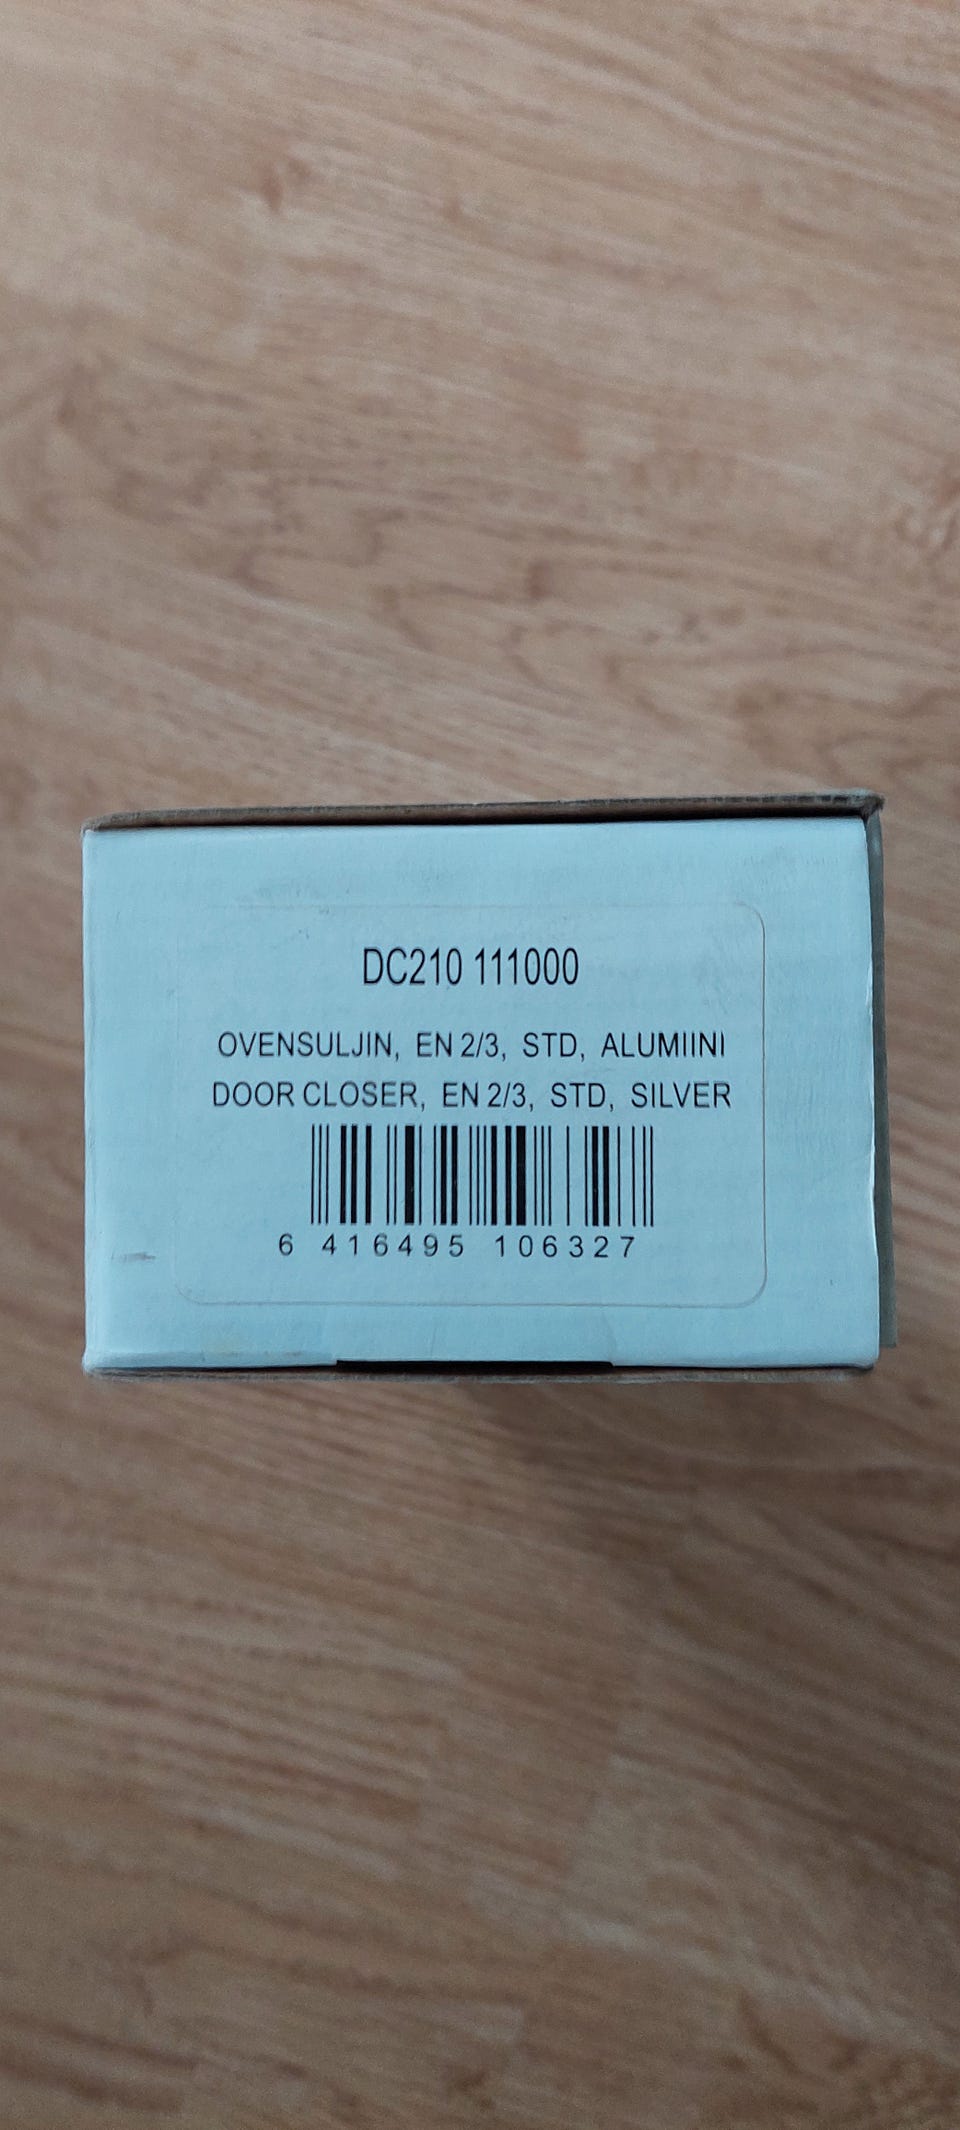 DC210 111000
OVENSULJIN, EN 2/3, STD, ALUMIINI
DOOR CLOSER, EN 2/3, STD, SILVER
6 416495 106327